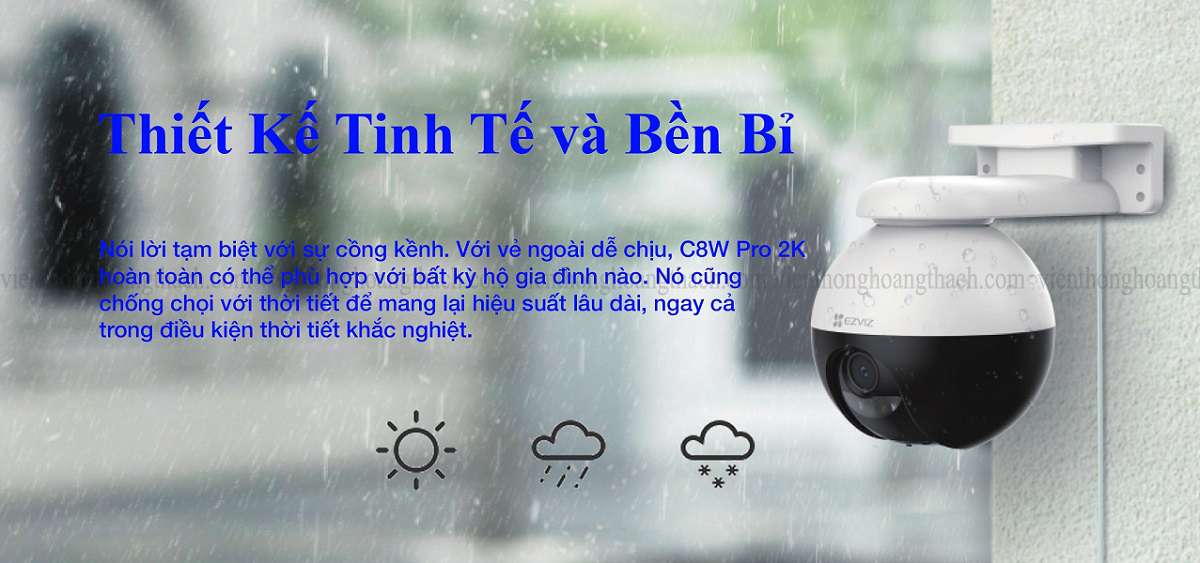 Thiết Kế Tinh Tế và Bền Bỉ
Nói lời tạm biệt với sự cồng kềnh. Với vẻ ngoài dễ chịu, C8W Pro 2K
hoàn toàn có thể phù hợp với bất kỳ hộ gia đình nào. Nó cũng
chống chọi với thời tiết để mang lại hiệu suất lâu dài, ngay cả
trong điều kiện thời tiết khắc nghiệt.
vienthonghoangthach.com
EZVIZ